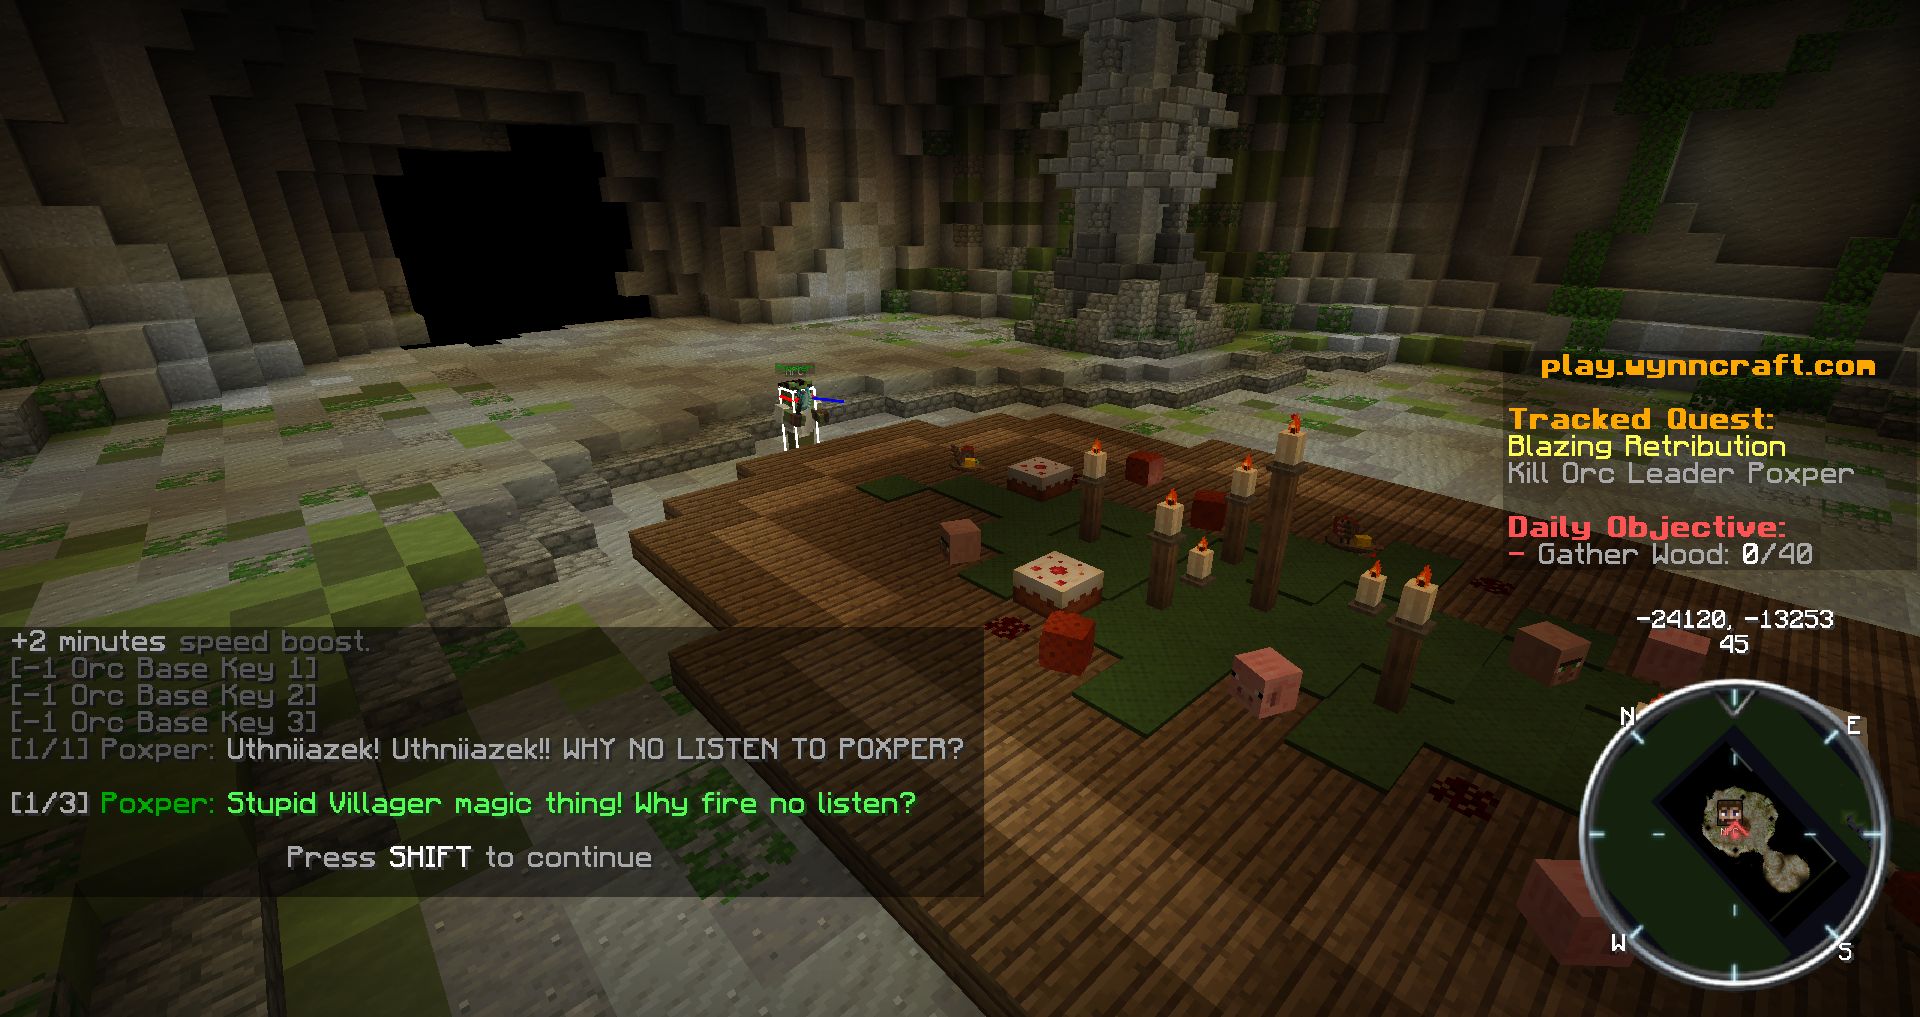 play.wynncraft.com
Tracked Quest:
Blazing Retribution
Kill Orc Leader Poxper
Daily Objective:
- Gather Wood: 0/40
-24120, -13253
45
+2 minutes speed boost.
[-1 Orc Base Key 1]
[-1 Orc Base Key 2]
[-1 Orc Base Key 3]
[1/1] Poxper: Uthniiazek! Uthniiazek!! WHY NO LISTEN TO POXPER?
[1/3] Poxper: Stupid Villager magic thing! Why fire no listen?
Press SHIFT to continue
N
E
W
S
NPC